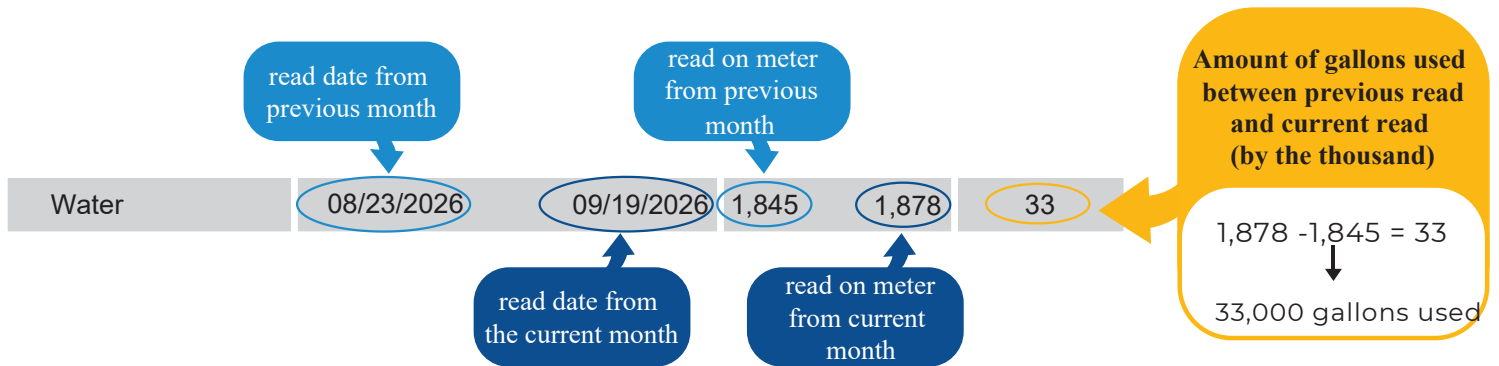 read date from
previous month
read on meter
from previous
month
Amount of gallons used
between previous read
and current read
(by the thousand)
Water 08/23/2026 09/19/2026 1,845 1,878 33
1,878 -1,845 = 33
33,000 gallons used
read date from
the current month
read on meter
from current
month